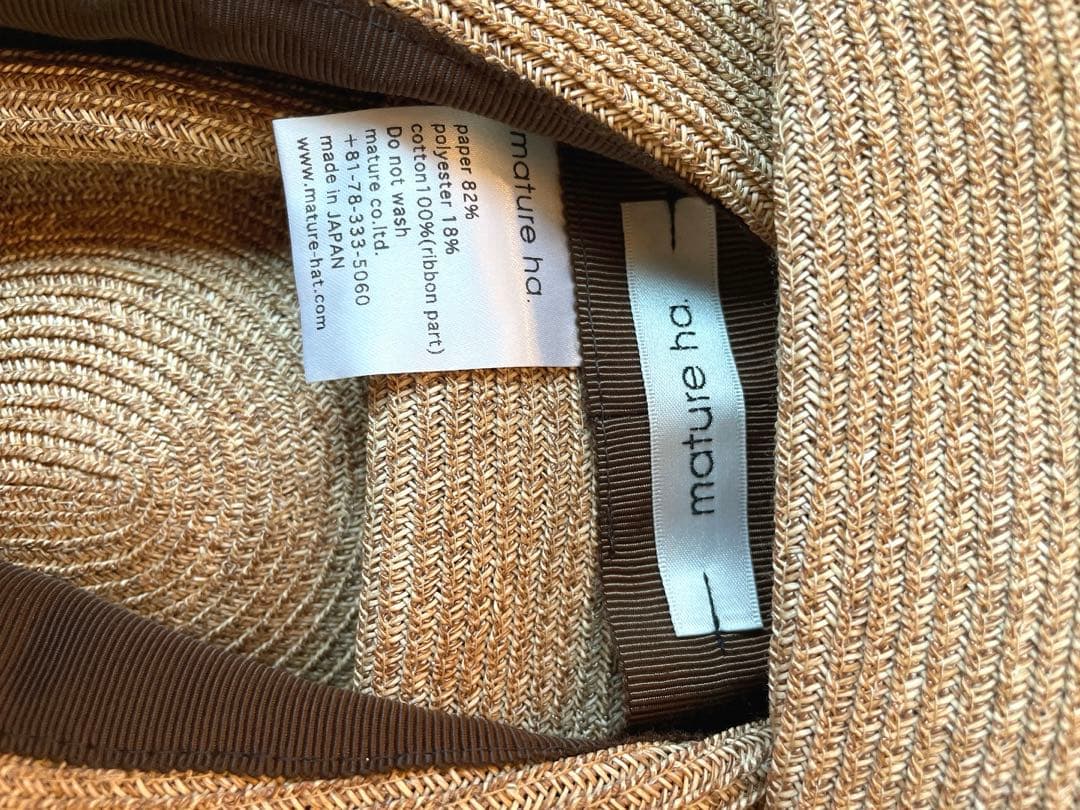 mature ha.
paper 82%
polyester 18%
cotton100%(ribbon part)
Do not wash
mature co.ltd.
+81-78-333-5060
made in JAPAN
www.mature-hat.com
mature ha.